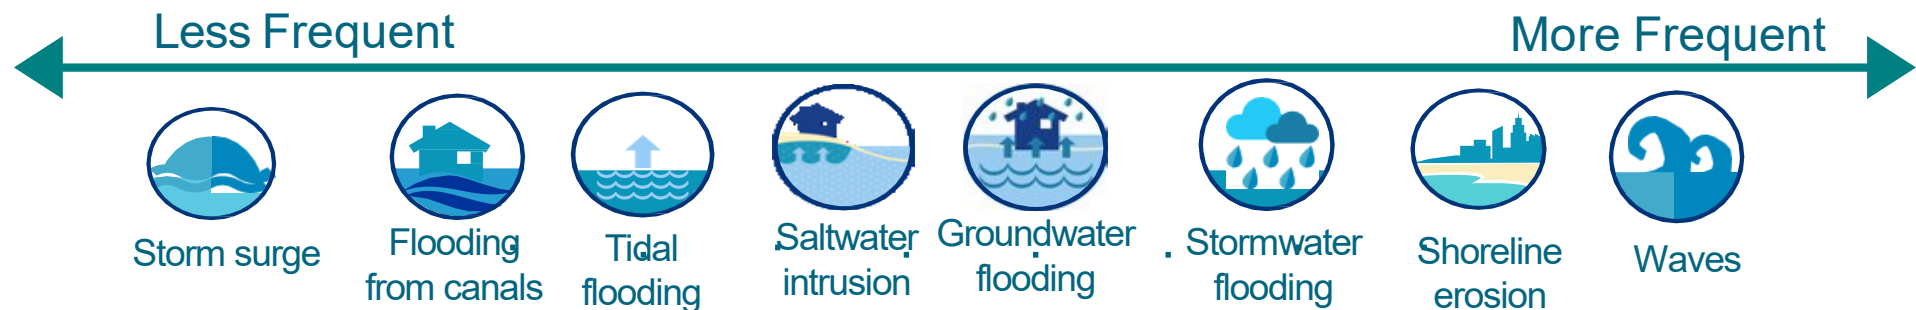 Less Frequent
More Frequent
Storm surge
Flooding
from canals
Tidal
flooding
Saltwater
intrusion
Groundwater
flooding
Stormwater
flooding
Shoreline
erosion
Waves